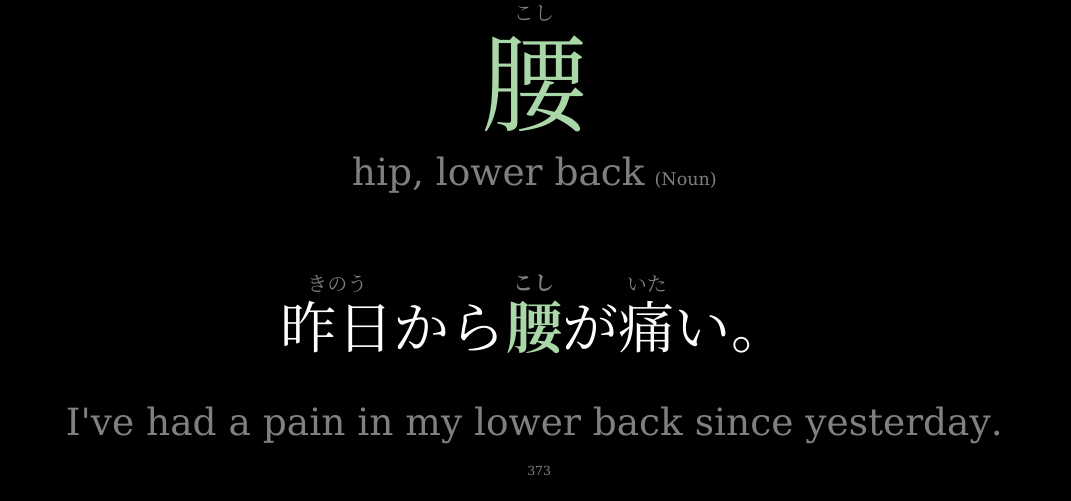 こし
腰
hip, lower back (Noun)
きのう こし いた
昨日から腰が痛い。
I've had a pain in my lower back since yesterday.
373